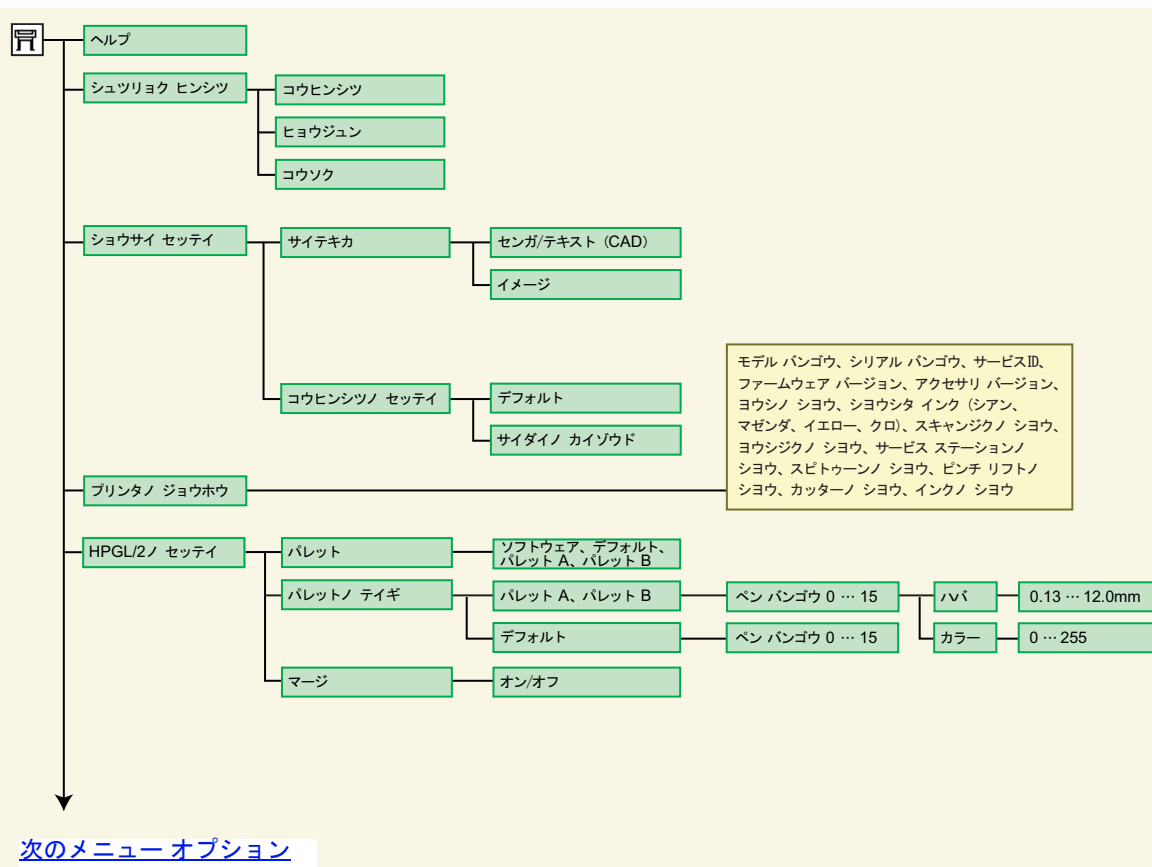 ヘルプ
シュツリョク ヒンシツ
コウヒンシツ
ヒョウジュン
コウソク
ショウサイ セッテイ
サイテキカ
センガ/テキスト（CAD）
イメージ
コウヒンシツノ セッテイ
デフォルト
サイダイノ カイゾウド
プリンタノ ジョウホウ
モデル バンゴウ、シリアル バンゴウ、サービスID、
ファームウェア バージョン、アクセサリ バージョン、
ヨウシノ シヨウ、シヨウシタ インク（シアン、
マゼンダ、イエロー、クロ）、スキャンジクノ シヨウ、
ヨウシジクノ シヨウ、サービス ステーションノ
シヨウ、スピトゥーンノ シヨウ、ピンチ リフトノ
シヨウ、カッターノ シヨウ、インクノ シヨウ
HPGL/2ノ セッテイ
パレット
ソフトウェア、デフォルト、
パレット A、パレット B
パレットノ テイギ
パレット A、パレット B
ペン バンゴウ 0 … 15
ハバ
0.13 … 12.0mm
カラー
0 … 255
デフォルト
ペン バンゴウ 0 … 15
マージ
オン/オフ
次のメニュー オプション